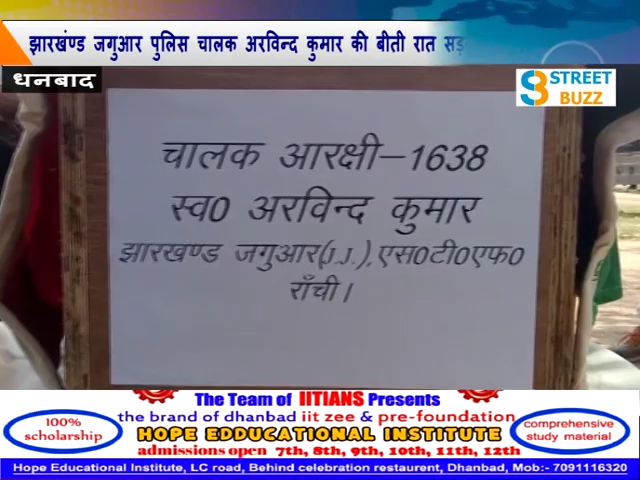 झारखंण्ड जगुआर पुलिस चालक अरविन्द कुमार की बीती रात
धनबाद
STREET
BUZZ
चालक आरक्षी–1638
स्व0 अरविन्द कुमार
झारखण्ड जगुआर(J.J.),एस0टी0एफ0
राँची।
The Team of IITIANS Presents
100%
scholarship
the brand of dhanbad iit zee & pre-foundation
HOPE EDDUCATIONAL INSTITUTE
admissions open 7th, 8th, 9th, 10th, 11th, 12th
comprehensive
study material
Hope Educational Institute, LC road, Behind celebration restaurent, Dhanbad, Mob:- 7091116320